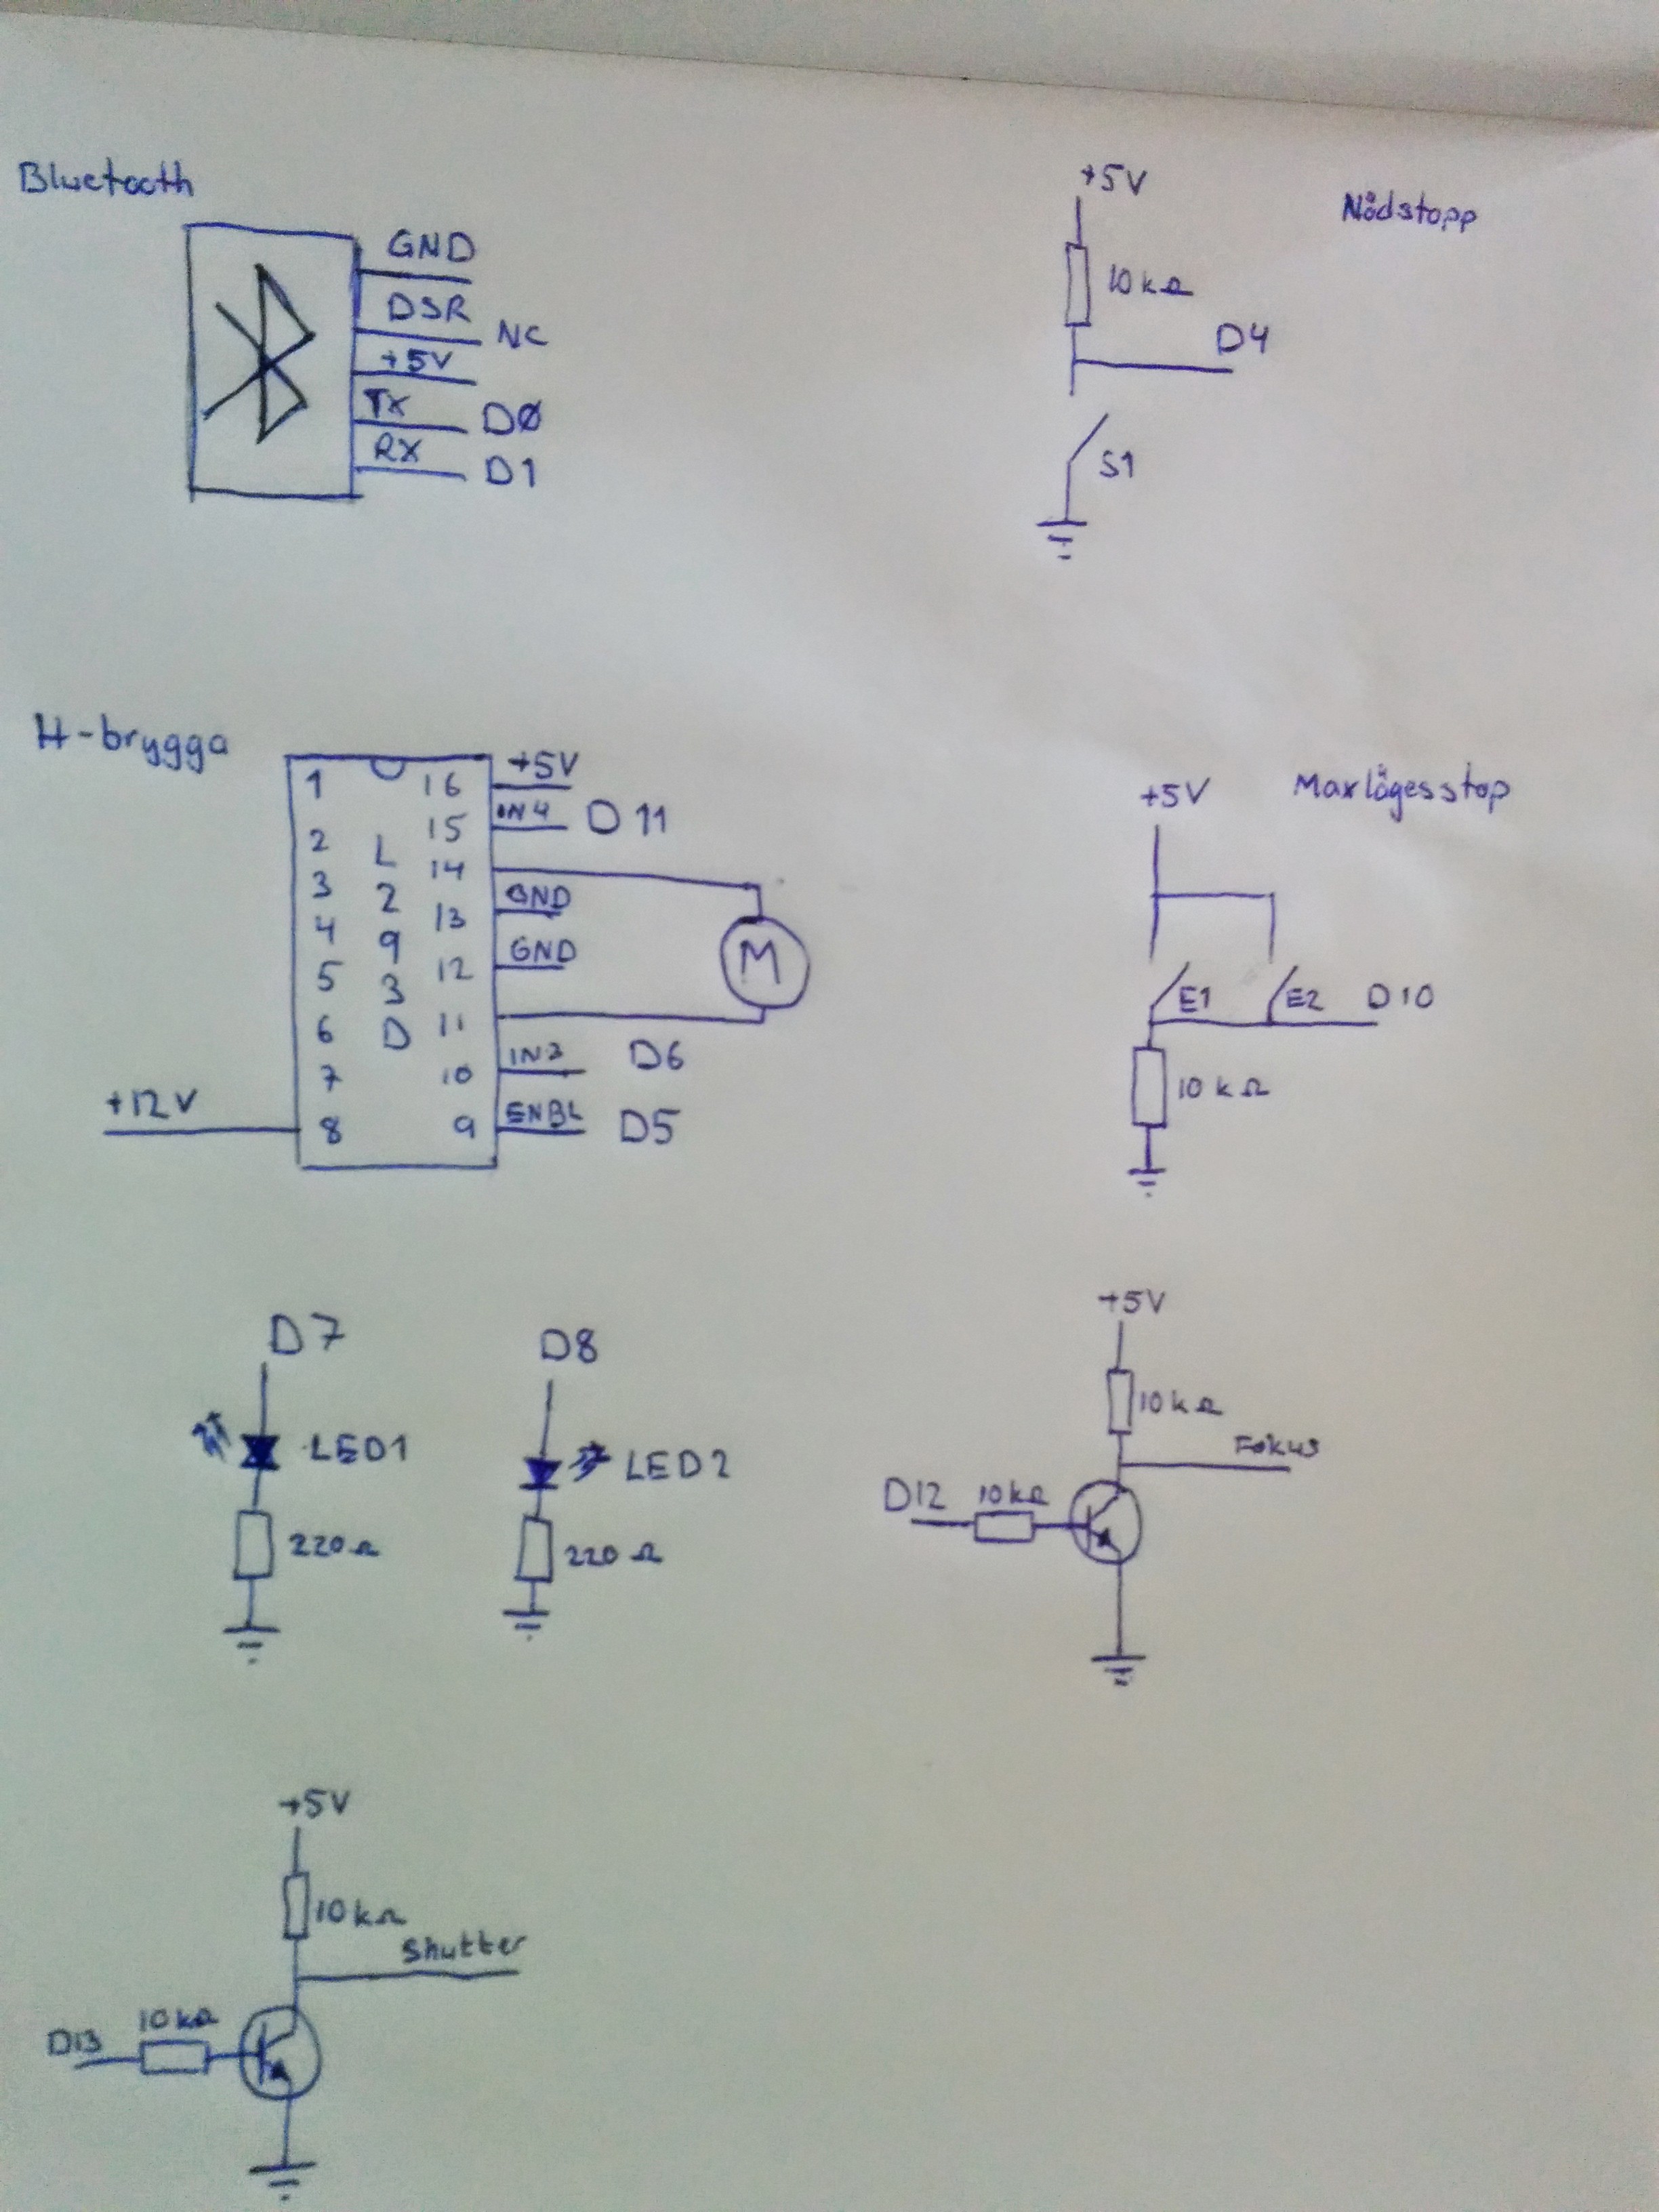 Bluetooth
GND
DSR
NC
+5V
TX
D0
RX
D1
+5V
Nödstopp
10kΩ
D4
S1
H-brygga
1 16 +5V
2 15 IN4 D11
3 14
4 13 GND
5 12 GND
6 11
7 10 IN3 D6
8 9 ENBL D5
L
2
9
3
D
M
+12V
+5V
Maxlägesstop
E1
E2
D10
10kΩ
D7
LED1
220Ω
D8
LED2
220Ω
+5V
10kΩ
Fokus
D12
10kΩ
+5V
10kΩ
Shutter
D13
10kΩ